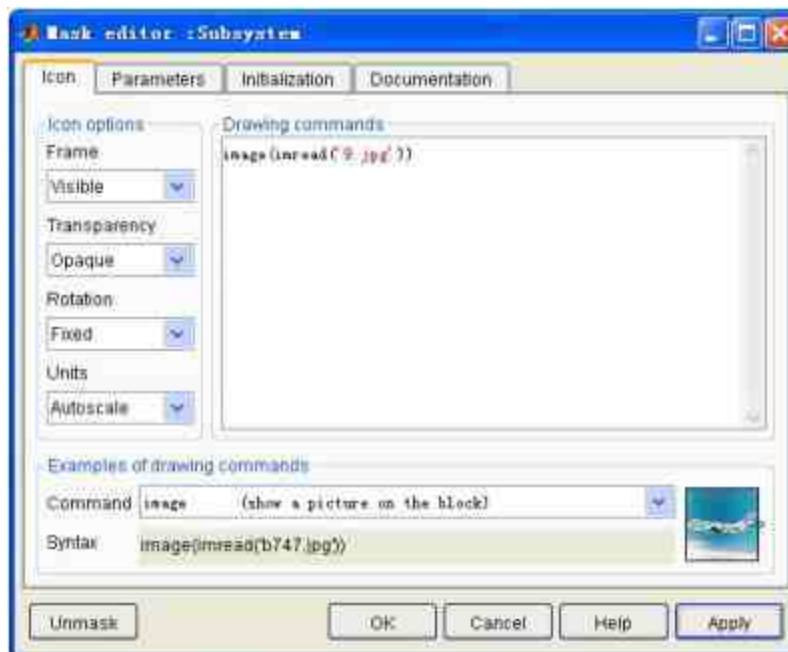 Mask editor :Subsystem
Icon
Parameters
Initialization
Documentation
Icon options
Frame
Visible
Transparency
Opaque
Rotation
Fixed
Units
Autoscale
Drawing commands
image(imread('9.jpg'))
Examples of drawing commands
Command image (show a picture on the block)
Syntax image(imread('b747.jpg'))
Unmask OK Cancel Help Apply